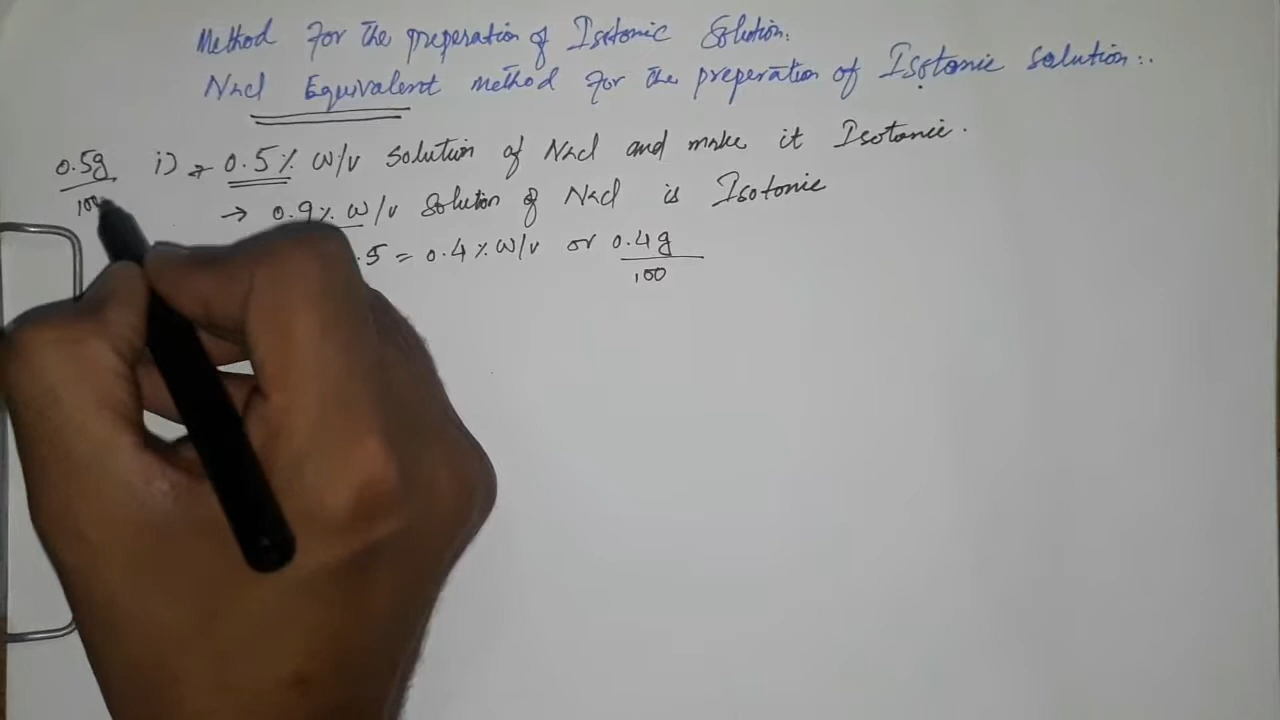 Method for the preperation of Isotonic Solution.
NaCl Equivalent method for the preperation of Isotonic solution:.
0.5g
100
i) → 0.5% w/v solution of NaCl and make it Isotonic.
→ 0.9% w/v solution of NaCl is Isotonic
.5 = 0.4% w/v or 0.4g
100